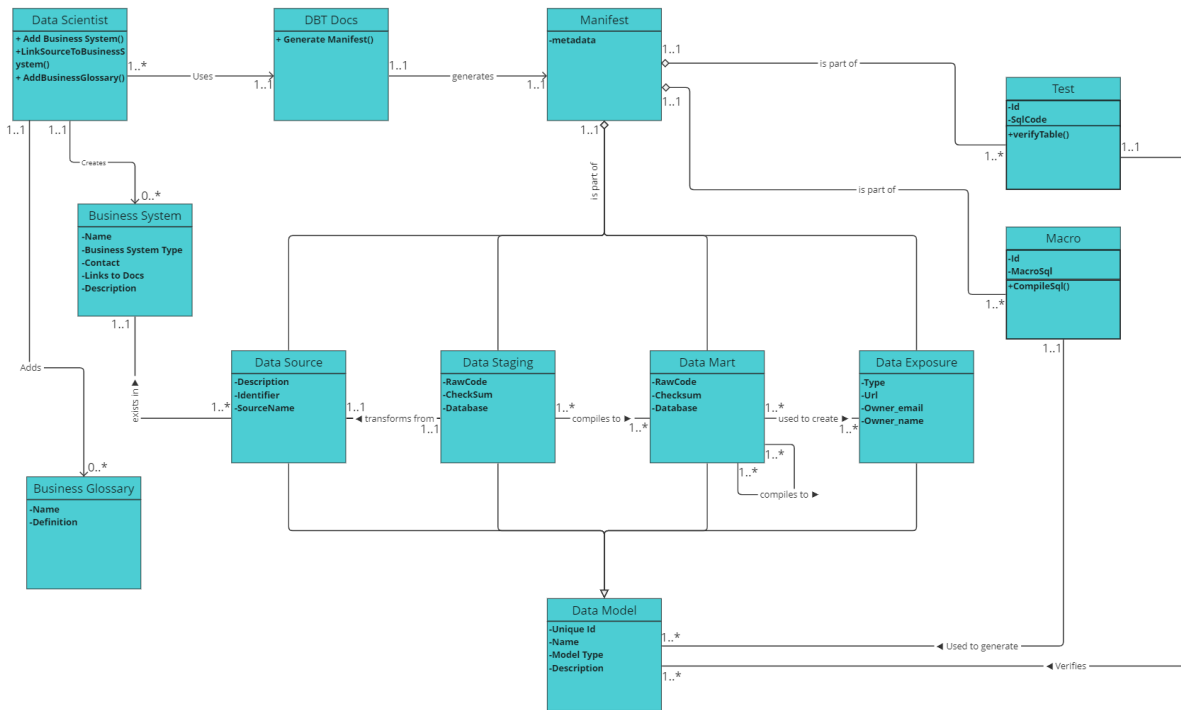 Data Scientist
+ Add Business System()
+LinkSourceToBusinessS
ystem()
+ AddBusinessGlossary()
1..*
Uses
1..1
DBT Docs
+ Generate Manifest()
1..1
generates
1..1
Manifest
-metadata
1..1
is part of
1..1
1..1
is part of
is part of
Test
-Id
-SqlCode
+verifyTable()
1..*
1..1
Macro
-Id
-MacroSql
+CompileSql()
1..*
1..1
1..1
1..1
Creates
0..*
Business System
-Name
-Business System Type
-Contact
-Links to Docs
-Description
1..1
exists in ►
Adds
0..*
Business Glossary
-Name
-Definition
1..*
Data Source
-Description
-Identifier
-SourceName
1..1
◄ transforms from
1..1
Data Staging
-RawCode
-CheckSum
-Database
1..*
compiles to ►
1..*
Data Mart
-RawCode
-Checksum
-Database
1..*
used to create ►
1..*
1..*
1..*
compiles to ►
Data Exposure
-Type
-Url
-Owner_email
-Owner_name
Data Model
-Unique Id
-Name
-Model Type
-Description
1..*
◄ Used to generate
1..*
◄ Verifies